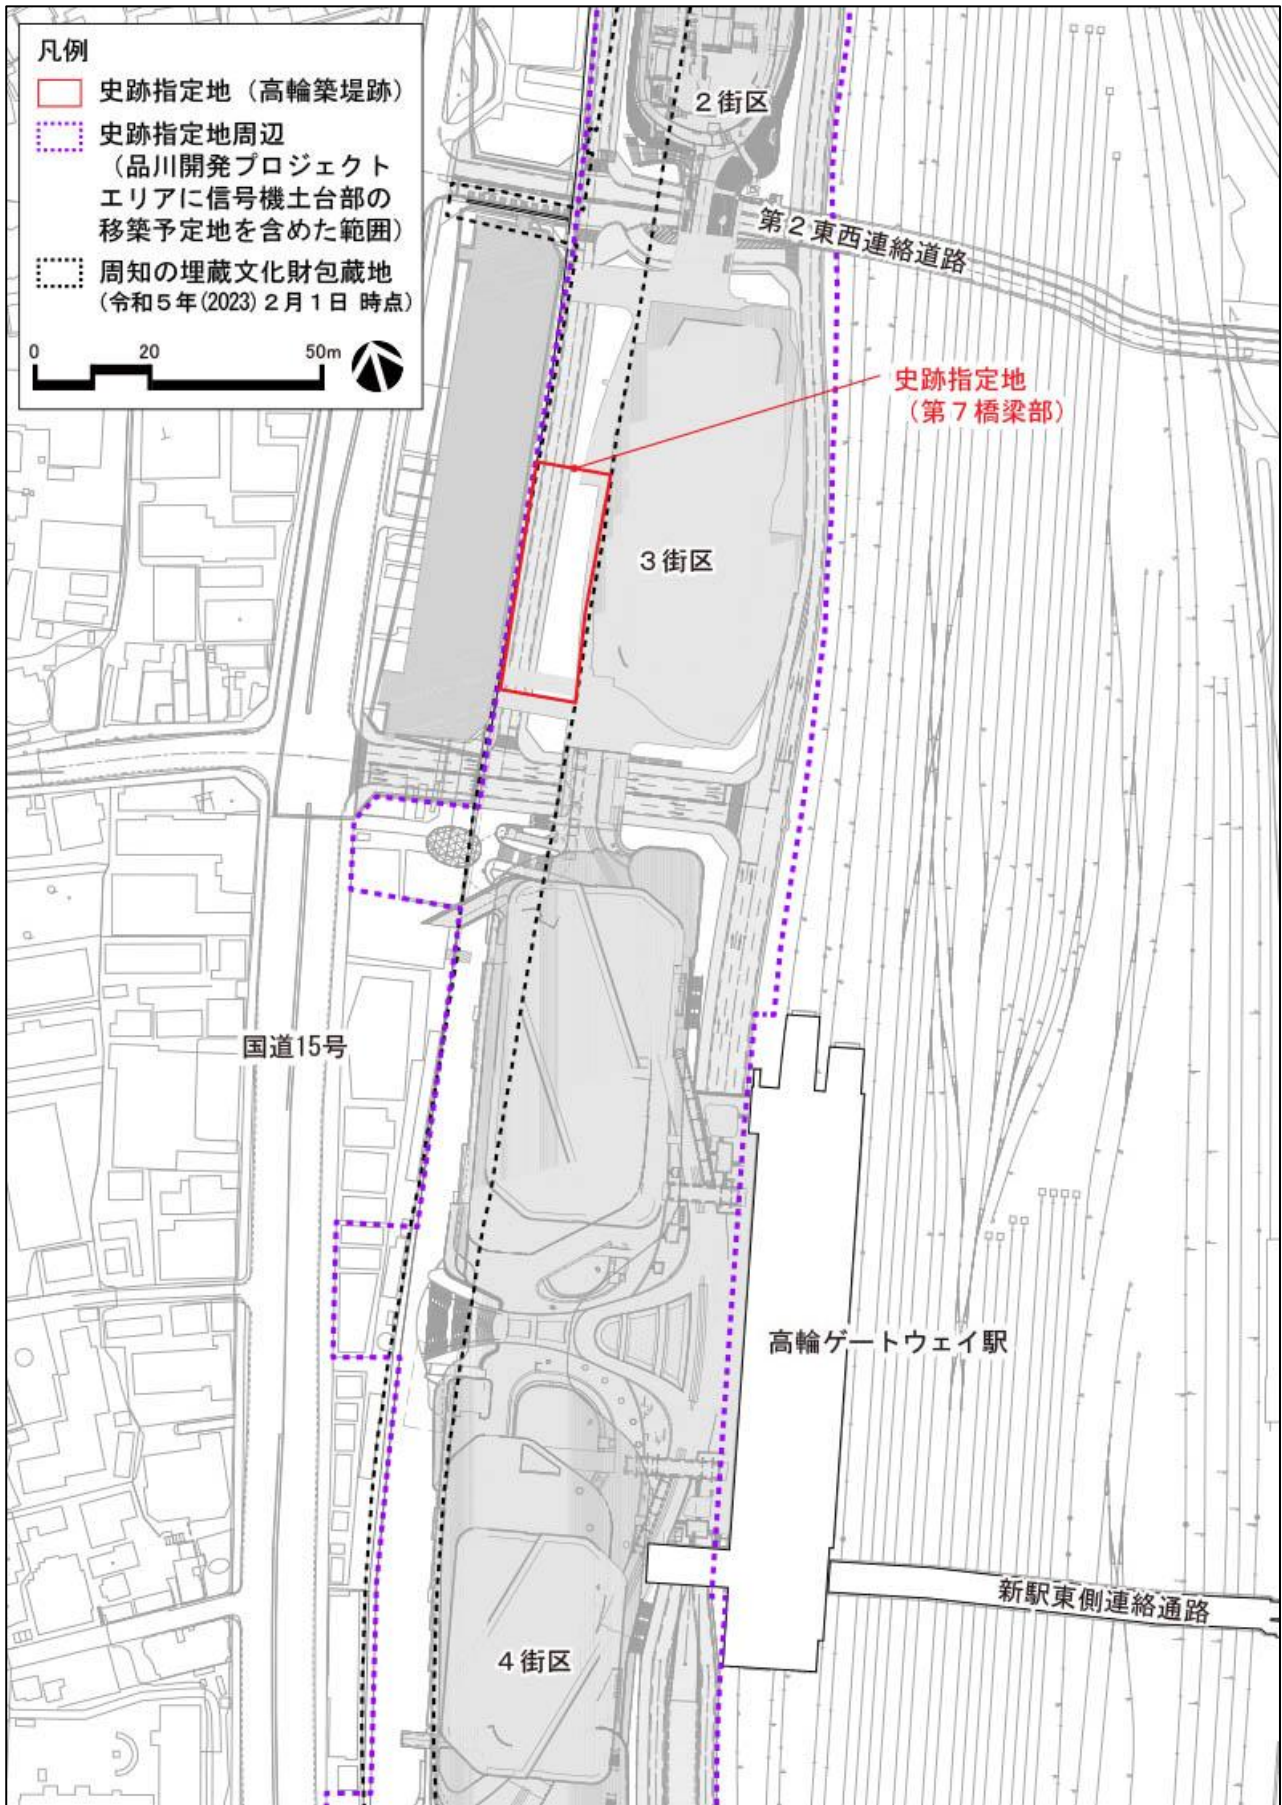 凡例
史跡指定地（高輪築堤跡）
史跡指定地周辺
（品川開発プロジェクト
エリアに信号機土台部の
移築予定地を含めた範囲）
周知の埋蔵文化財包蔵地
（令和５年(2023)２月１日 時点）
0 20 50m
２街区
第２東西連絡道路
史跡指定地
（第７橋梁部）
３街区
国道15号
高輪ゲートウェイ駅
新駅東側連絡通路
４街区